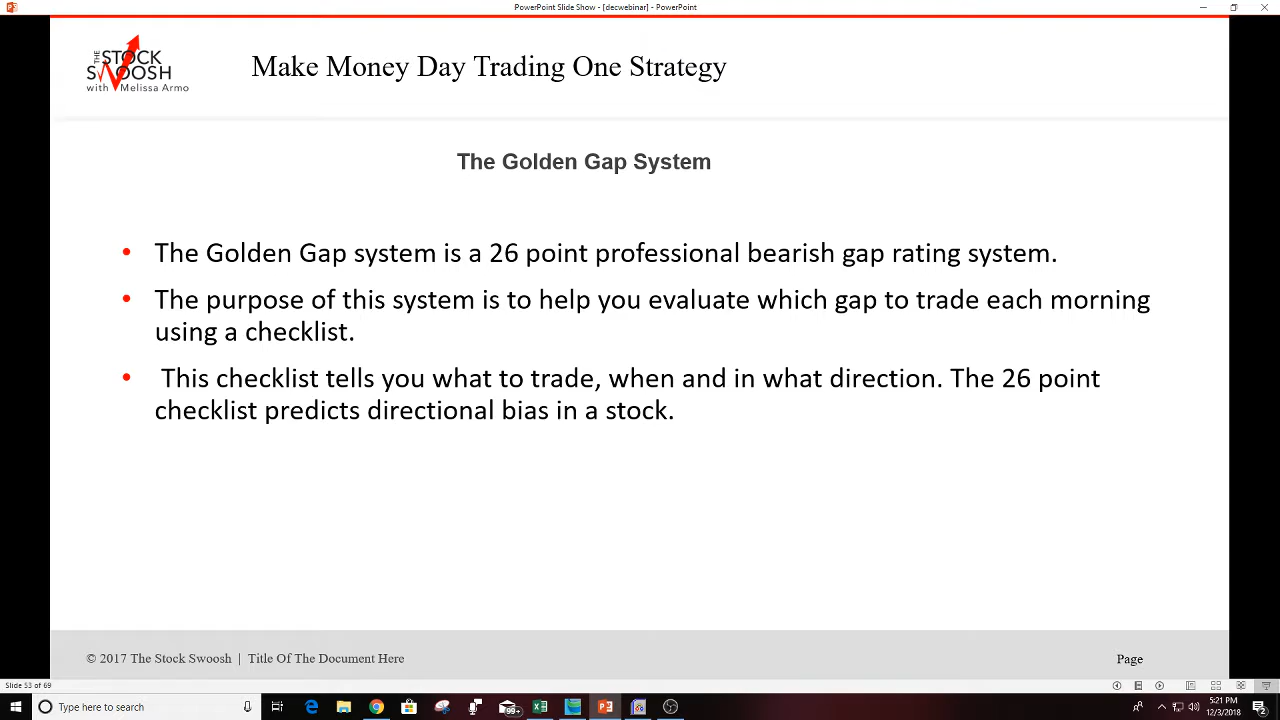 PowerPoint Slide Show - [decwebinar] - PowerPoint
THE STOCK
SWOOSH
with Melissa Armo
Make Money Day Trading One Strategy
The Golden Gap System
• The Golden Gap system is a 26 point professional bearish gap rating system.
• The purpose of this system is to help you evaluate which gap to trade each morning
using a checklist.
• This checklist tells you what to trade, when and in what direction. The 26 point
checklist predicts directional bias in a stock.
© 2017 The Stock Swoosh | Title Of The Document Here
Page
Slide 53 of 69
Type here to search
99+
5:21 PM
12/3/2018
2